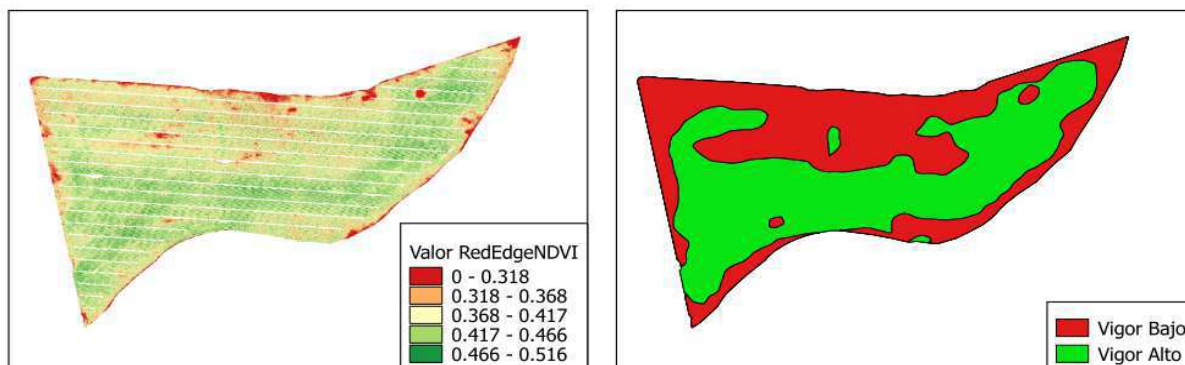 Valor RedEdgeNDVI
0 - 0.318
0.318 - 0.368
0.368 - 0.417
0.417 - 0.466
0.466 - 0.516
Vigor Bajo
Vigor Alto